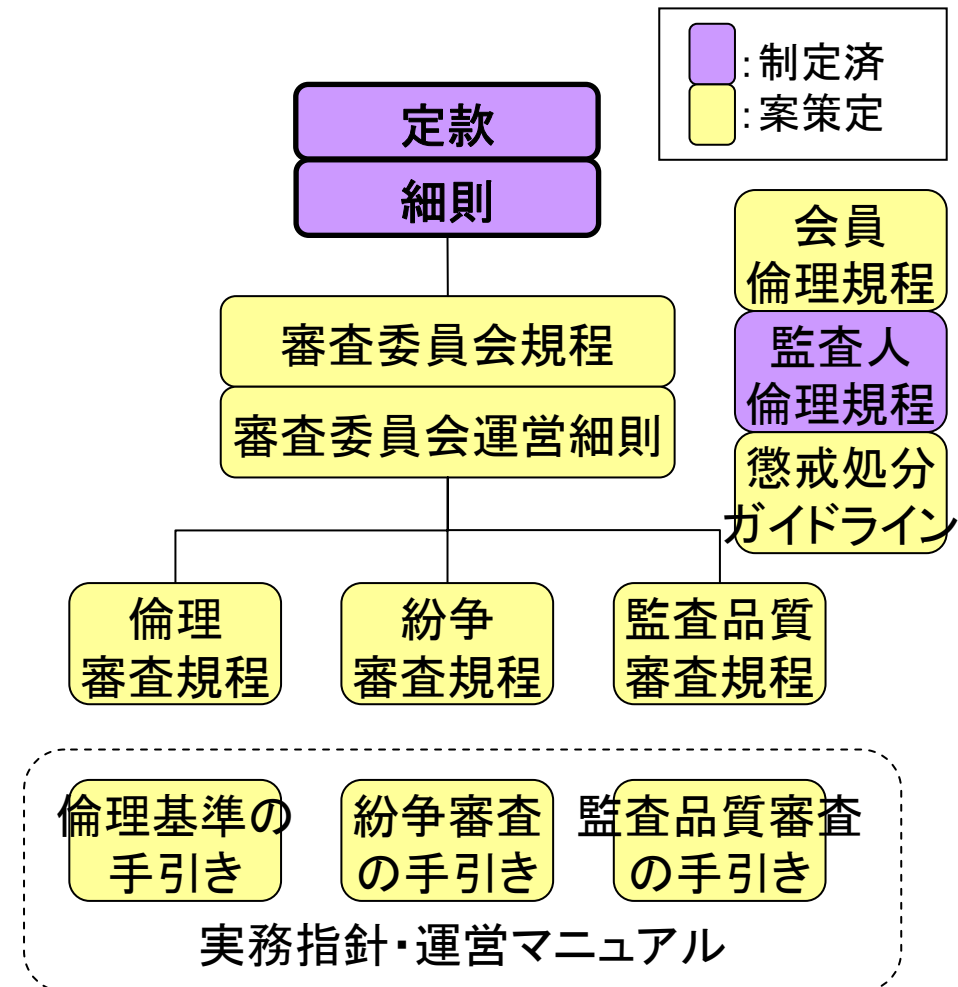 :制定済
:案策定
定款
細則
会員
倫理規程
監査人
倫理規程
懲戒処分
ガイドライン
審査委員会規程
審査委員会運営細則
倫理
審査規程
紛争
審査規程
監査品質
審査規程
倫理基準の
手引き
紛争審査
の手引き
監査品質審査
の手引き
実務指針・運営マニュアル